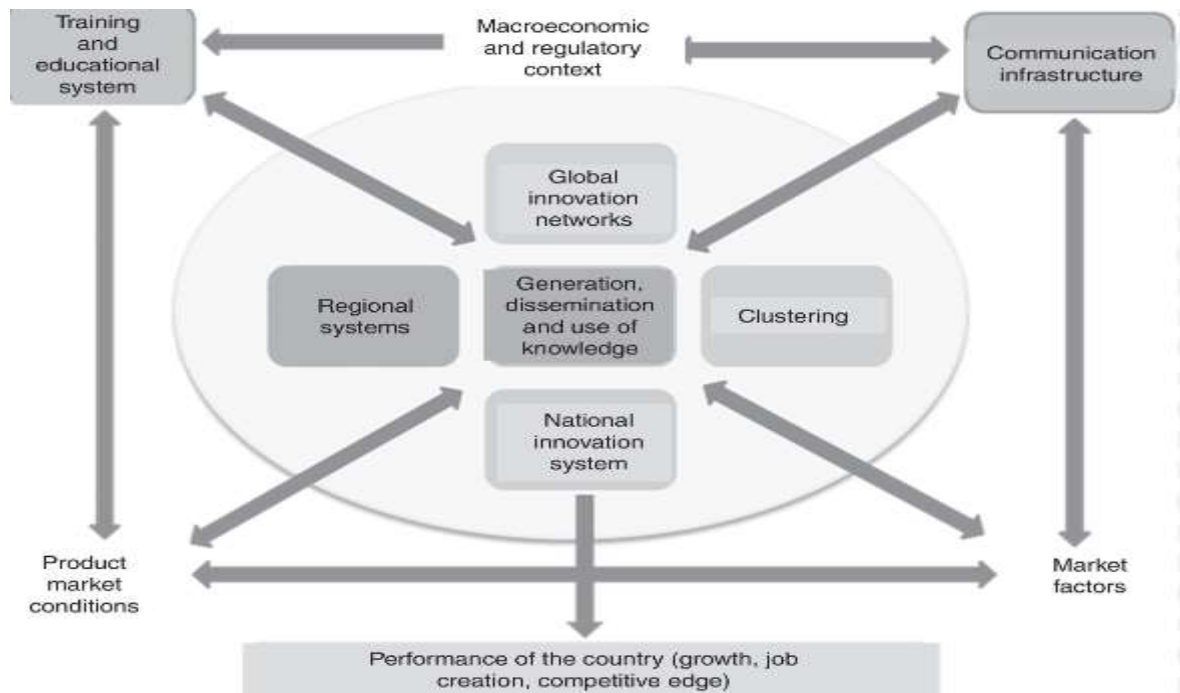 Training
and
educational
system
Macroeconomic
and regulatory
context
Communication
infrastructure
Global
innovation
networks
Regional
systems
Generation,
dissemination
and use of
knowledge
Clustering
National
innovation
system
Product
market
conditions
Market
factors
Performance of the country (growth, job
creation, competitive edge)